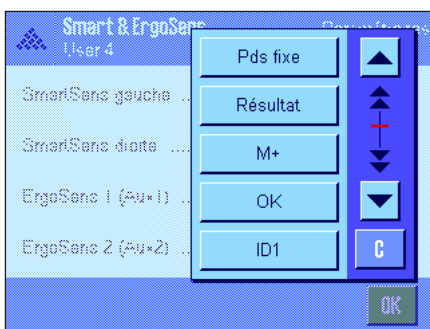 Smart & ErgoSens
User 4
Pds fixe
SmartSens gauche ..
Résultat
SmartSens droite ....
M+
ErgoSens 1 (Aux1) ..
OK
ErgoSens 2 (Aux2) ..
ID1
C
OK